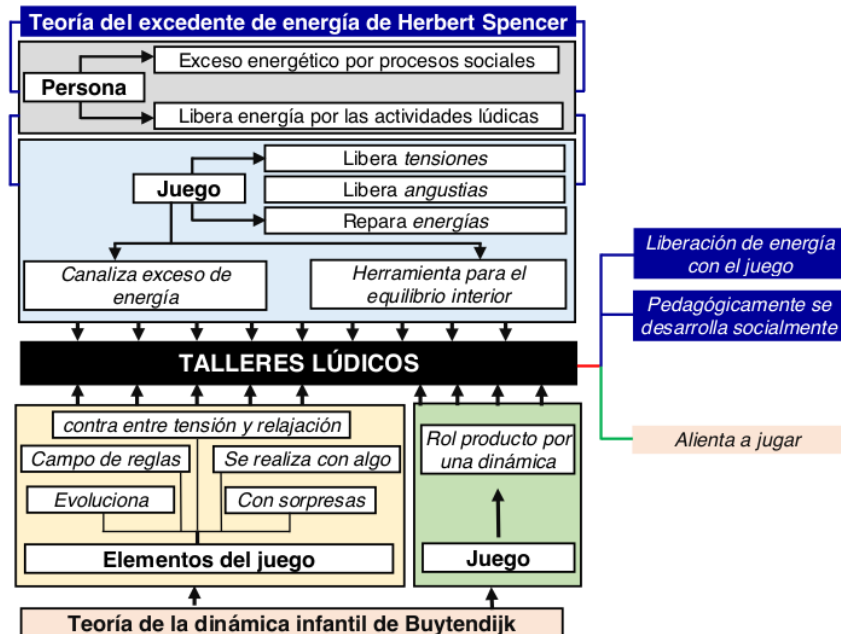 Teoría del excedente de energía de Herbert Spencer
Exceso energético por procesos sociales
Persona
Libera energía por las actividades lúdicas
Libera tensiones
Juego
Libera angustias
Repara energías
Canaliza exceso de
energía
Herramienta para el
equilibrio interior
Liberación de energía
con el juego
Pedagógicamente se
desarrolla socialmente
TALLERES LÚDICOS
Alienta a jugar
contra entre tensión y relajación
Campo de reglas
Se realiza con algo
Evoluciona
Con sorpresas
Elementos del juego
Rol producto por
una dinámica
Juego
Teoría de la dinámica infantil de Buytendijk